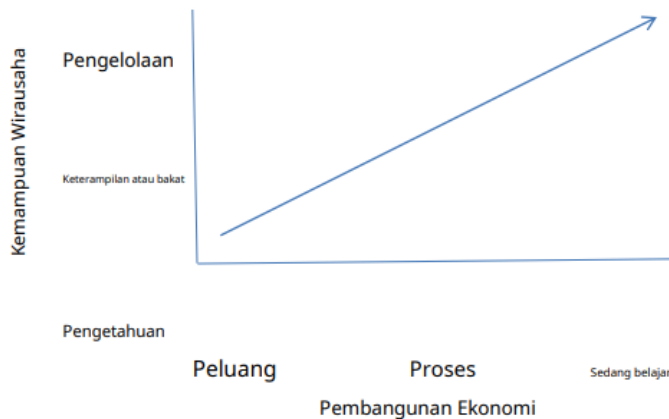 Kemampuan Wirausaha
Pengelolaan
Keterampilan atau bakat
Pengetahuan
Peluang
Proses
Sedang belajar
Pembangunan Ekonomi